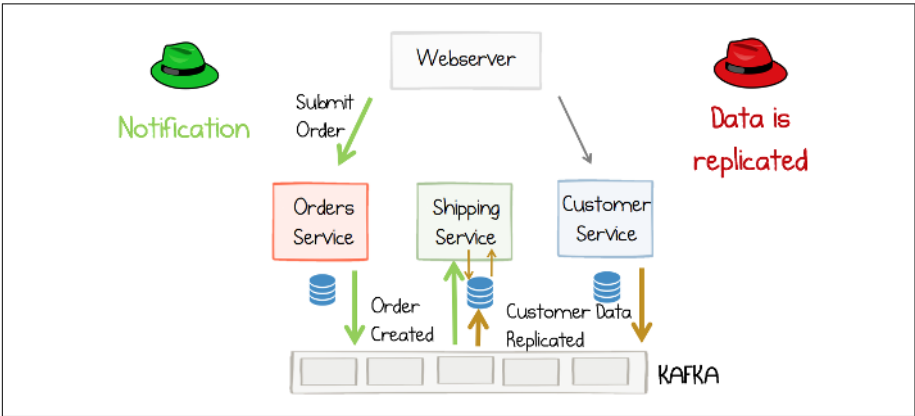 Webserver
Notification
Submit
Order
Data is
replicated
Orders
Service
Shipping
Service
Customer
Service
Order
Created
Customer Data
Replicated
KAFKA